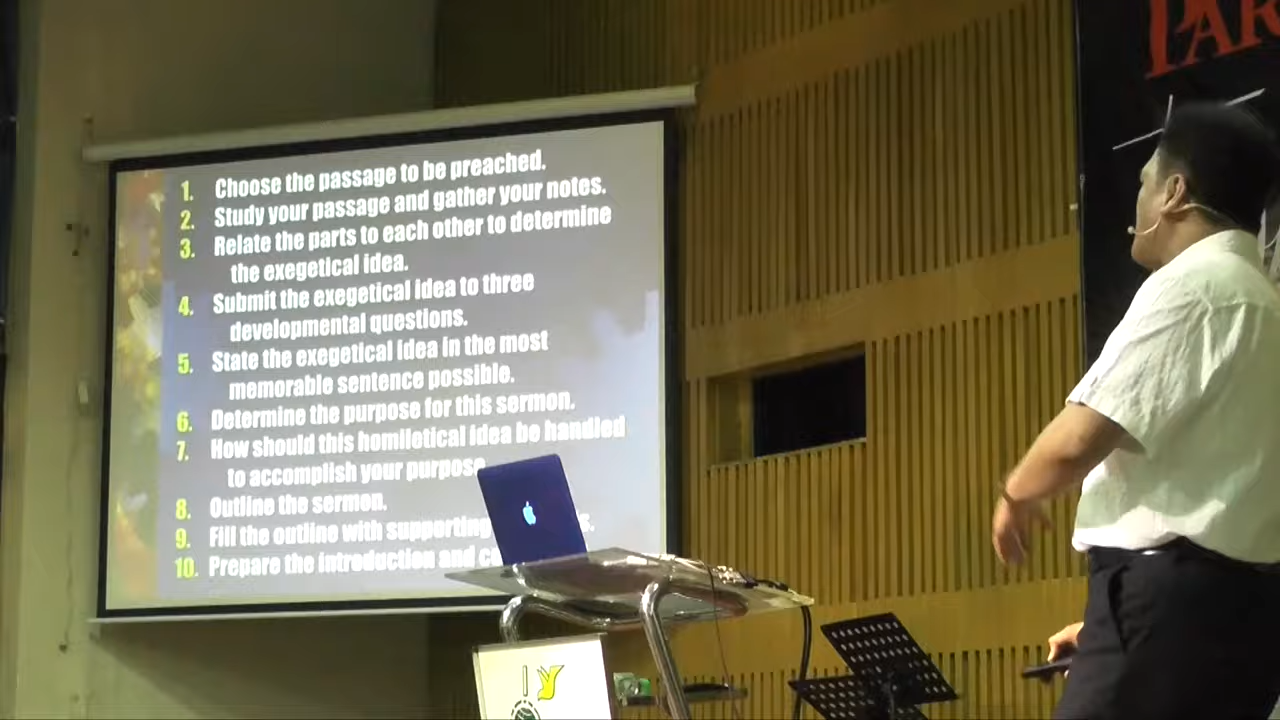 1. Choose the passage to be preached.
2. Study your passage and gather your notes.
3. Relate the parts to each other to determine
the exegetical idea.
4. Submit the exegetical idea to three
developmental questions.
5. State the exegetical idea in the most
memorable sentence possible.
6. Determine the purpose for this sermon.
7. How should this homiletical idea be handled
to accomplish your purpose
8. Outline the sermon.
9. Fill the outline with supporting
10. Prepare the introduction and